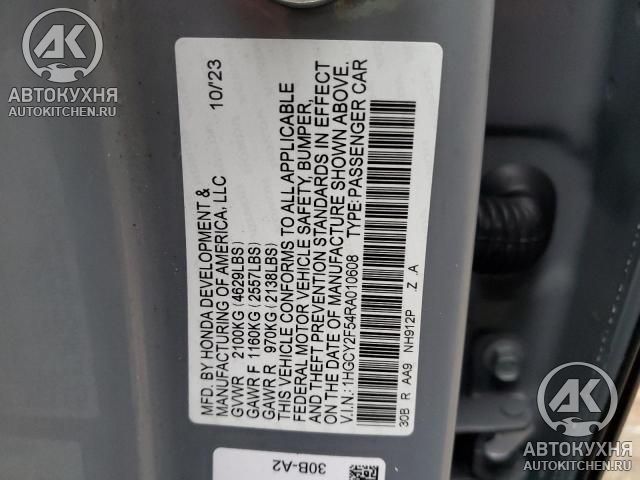 MFD. BY HONDA DEVELOPMENT &
MANUFACTURING OF AMERICA, LLC 10/23
GVWR 2100KG (4629LBS)
GAWR F 1160KG (2557LBS)
GAWR R 970KG (2138LBS)
THIS VEHICLE CONFORMS TO ALL APPLICABLE
FEDERAL MOTOR VEHICLE SAFETY, BUMPER,
AND THEFT PREVENTION STANDARDS IN EFFECT
ON THE DATE OF MANUFACTURE SHOWN ABOVE.
V.I.N.: 1HGCY2F54RA010608 TYPE: PASSENGER CAR
30B R AA9 NH912P .Z .A
30B-A2
АК
АВТОКУХНЯ
AUTOKITCHEN.RU
АК
АВТОКУХНЯ
AUTOKITCHEN.RU